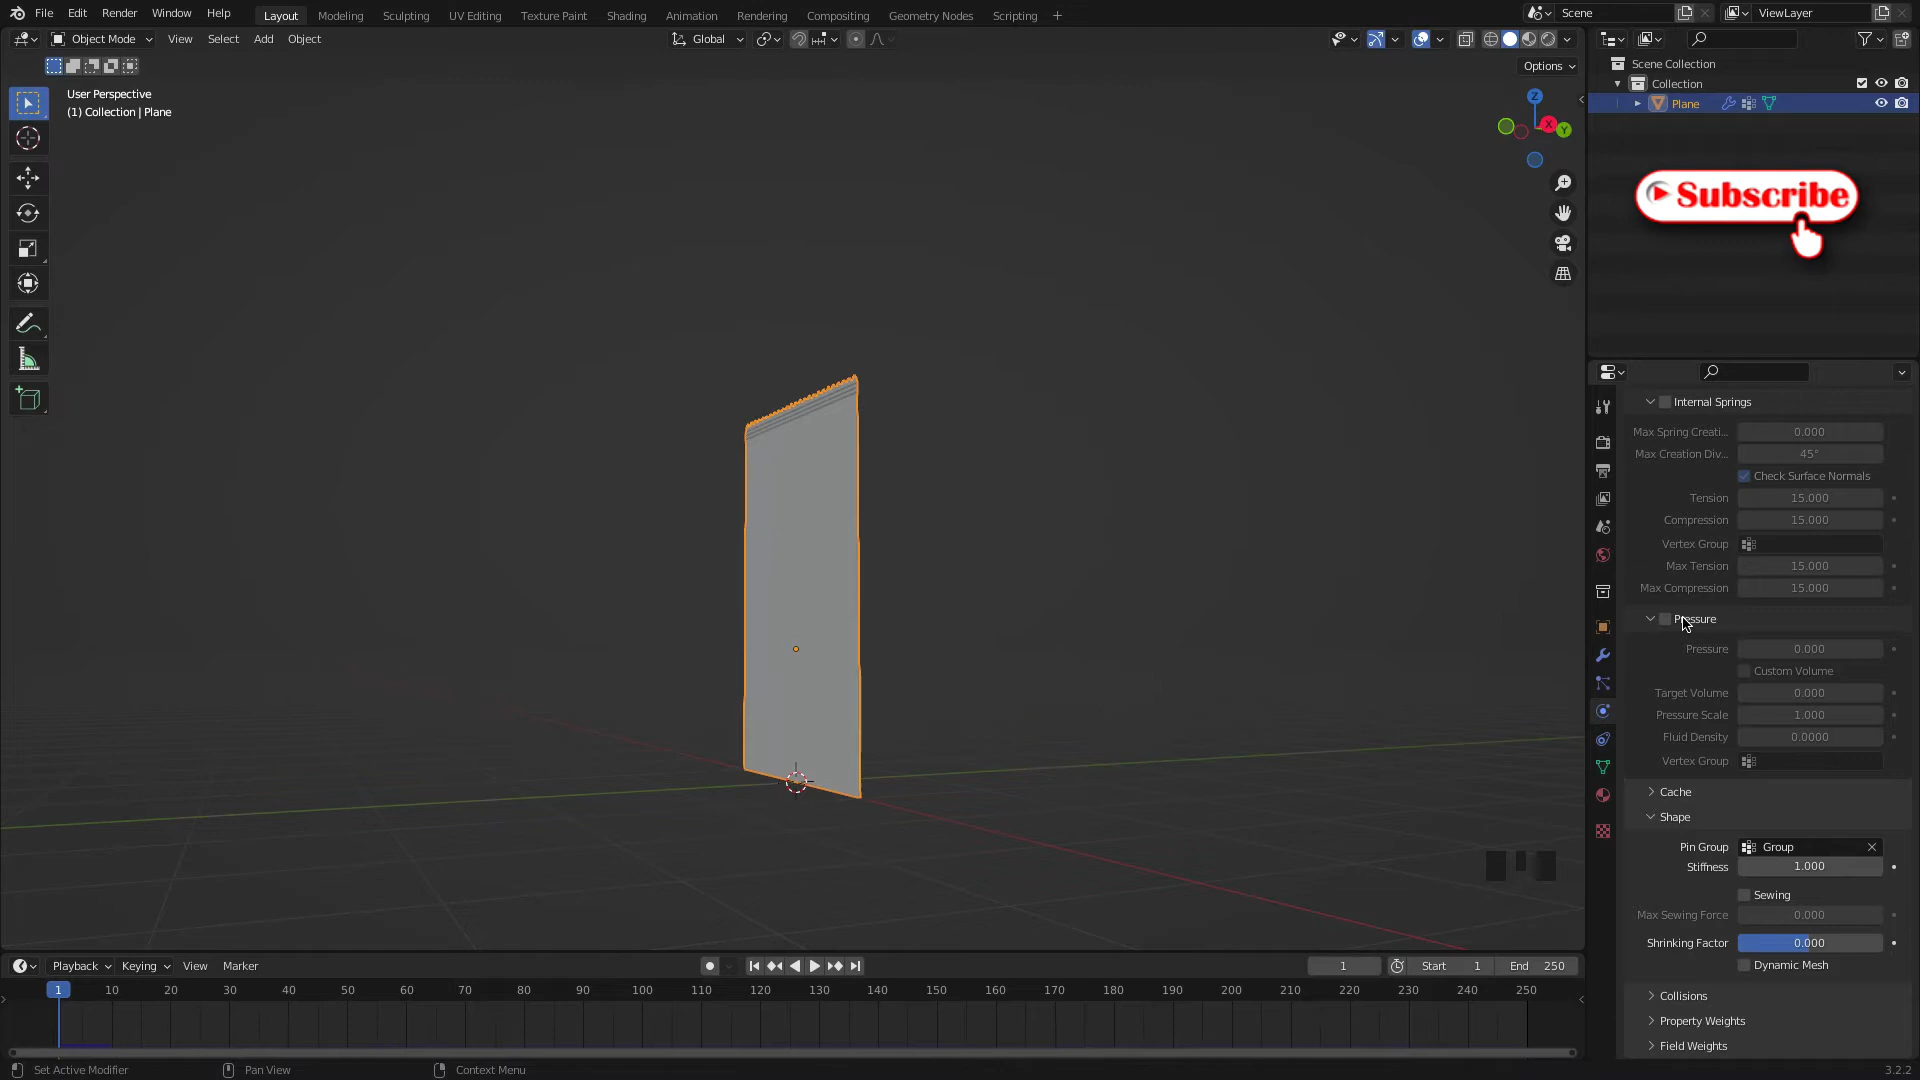 File Edit Render Window Help Layout Modeling Sculpting UV Editing Texture Paint Shading Animation Rendering Compositing Geometry Nodes Scripting + Scene ViewLayer
Object Mode View Select Add Object Global
Options
User Perspective
(1) Collection | Plane
Z
X
Y
Scene Collection
Collection
Plane
Subscribe
Internal Springs
Max Spring Creati... 0.000
Max Creation Div... 45°
Check Surface Normals
Tension 15.000
Compression 15.000
Vertex Group
Max Tension 15.000
Max Compression 15.000
Pressure
Pressure 0.000
Custom Volume
Target Volume 0.000
Pressure Scale 1.000
Fluid Density 0.0000
Vertex Group
Cache
Shape
Pin Group Group
Stiffness 1.000
Sewing
Max Sewing Force 0.000
Shrinking Factor 0.000
Dynamic Mesh
Collisions
Property Weights
Field Weights
Playback Keying View Marker 1 Start 1 End 250
1 10 20 30 40 50 60 70 80 90 100 110 120 130 140 150 160 170 180 190 200 210 220 230 240 250
Set Active Modifier Pan View Context Menu 3.2.2